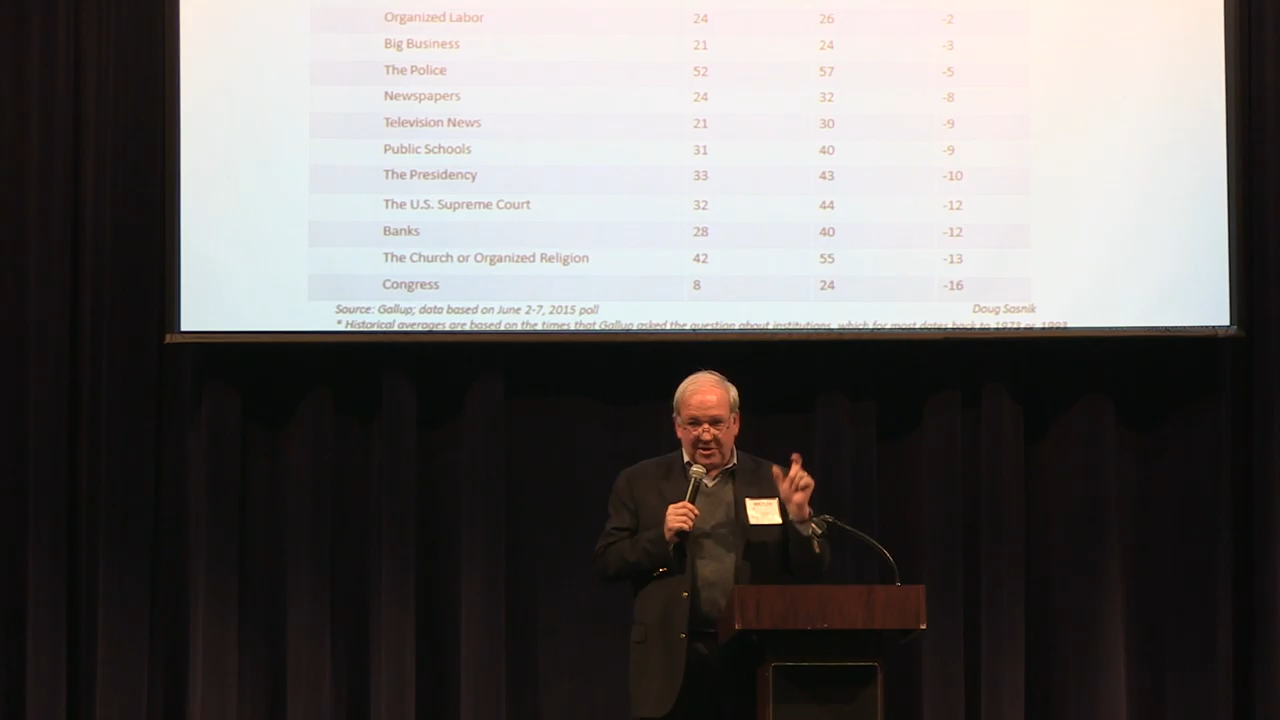 Organized Labor 24 26 -2
Big Business 21 24 -3
The Police 52 57 -5
Newspapers 24 32 -8
Television News 21 30 -9
Public Schools 31 40 -9
The Presidency 33 43 -10
The U.S. Supreme Court 32 44 -12
Banks 28 40 -12
The Church or Organized Religion 42 55 -13
Congress 8 24 -16
Source: Gallup; data based on June 2-7, 2015 poll Doug Sasnik
* Historical averages are based on the times that Gallup asked the question about institutions, which for most dates back to 1973 or 1993